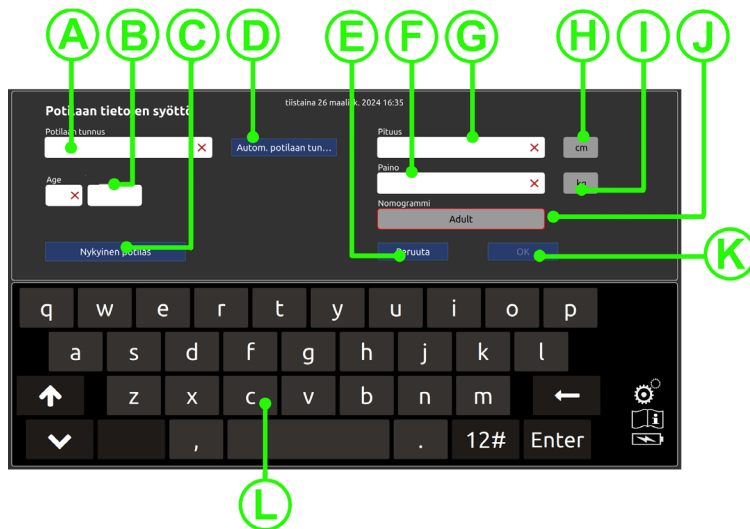 A B C D E F G H I J
tiistaina 26 maalisk. 2024 16:35
Potilaan tietojen syöttö
Potilaan tunnus
Autom. potilaan tun...
Pituus
cm
Age
Paino
kg
Nomogrammi
Adult
Nykyinen potilas
Peruuta
OK
K
q w e r t y u i o p
a s d f g h j k l
z x c v b n m
, . 12# Enter
L